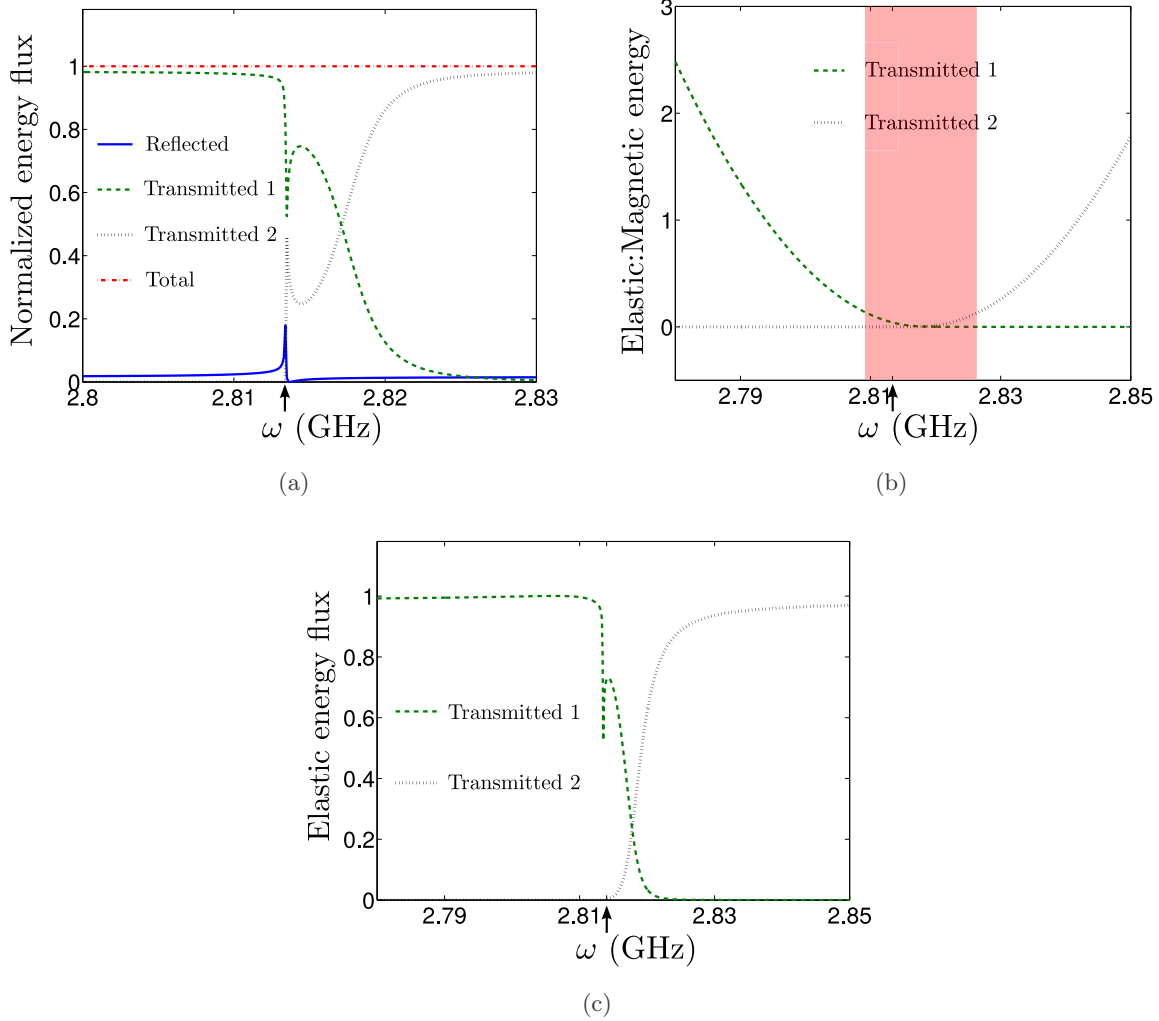 Normalized energy flux
1
0.8
0.6
0.4
0.2
0
Reflected
Transmitted 1
Transmitted 2
Total
2.8
2.81
2.82
2.83
ω (GHz)
(a)
Elastic:Magnetic energy
3
2
1
0
Transmitted 1
Transmitted 2
2.79
2.81
2.83
2.85
ω (GHz)
(b)
Elastic energy flux
1
0.8
0.6
0.4
0.2
0
Transmitted 1
Transmitted 2
2.79
2.81
2.83
2.85
ω (GHz)
(c)